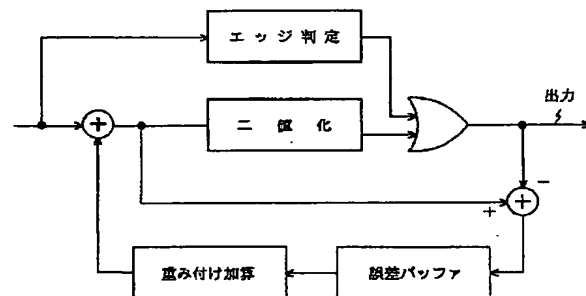 エッジ判定
二値化
出力
+
+
−
+
重み付け加算
誤差バッファ